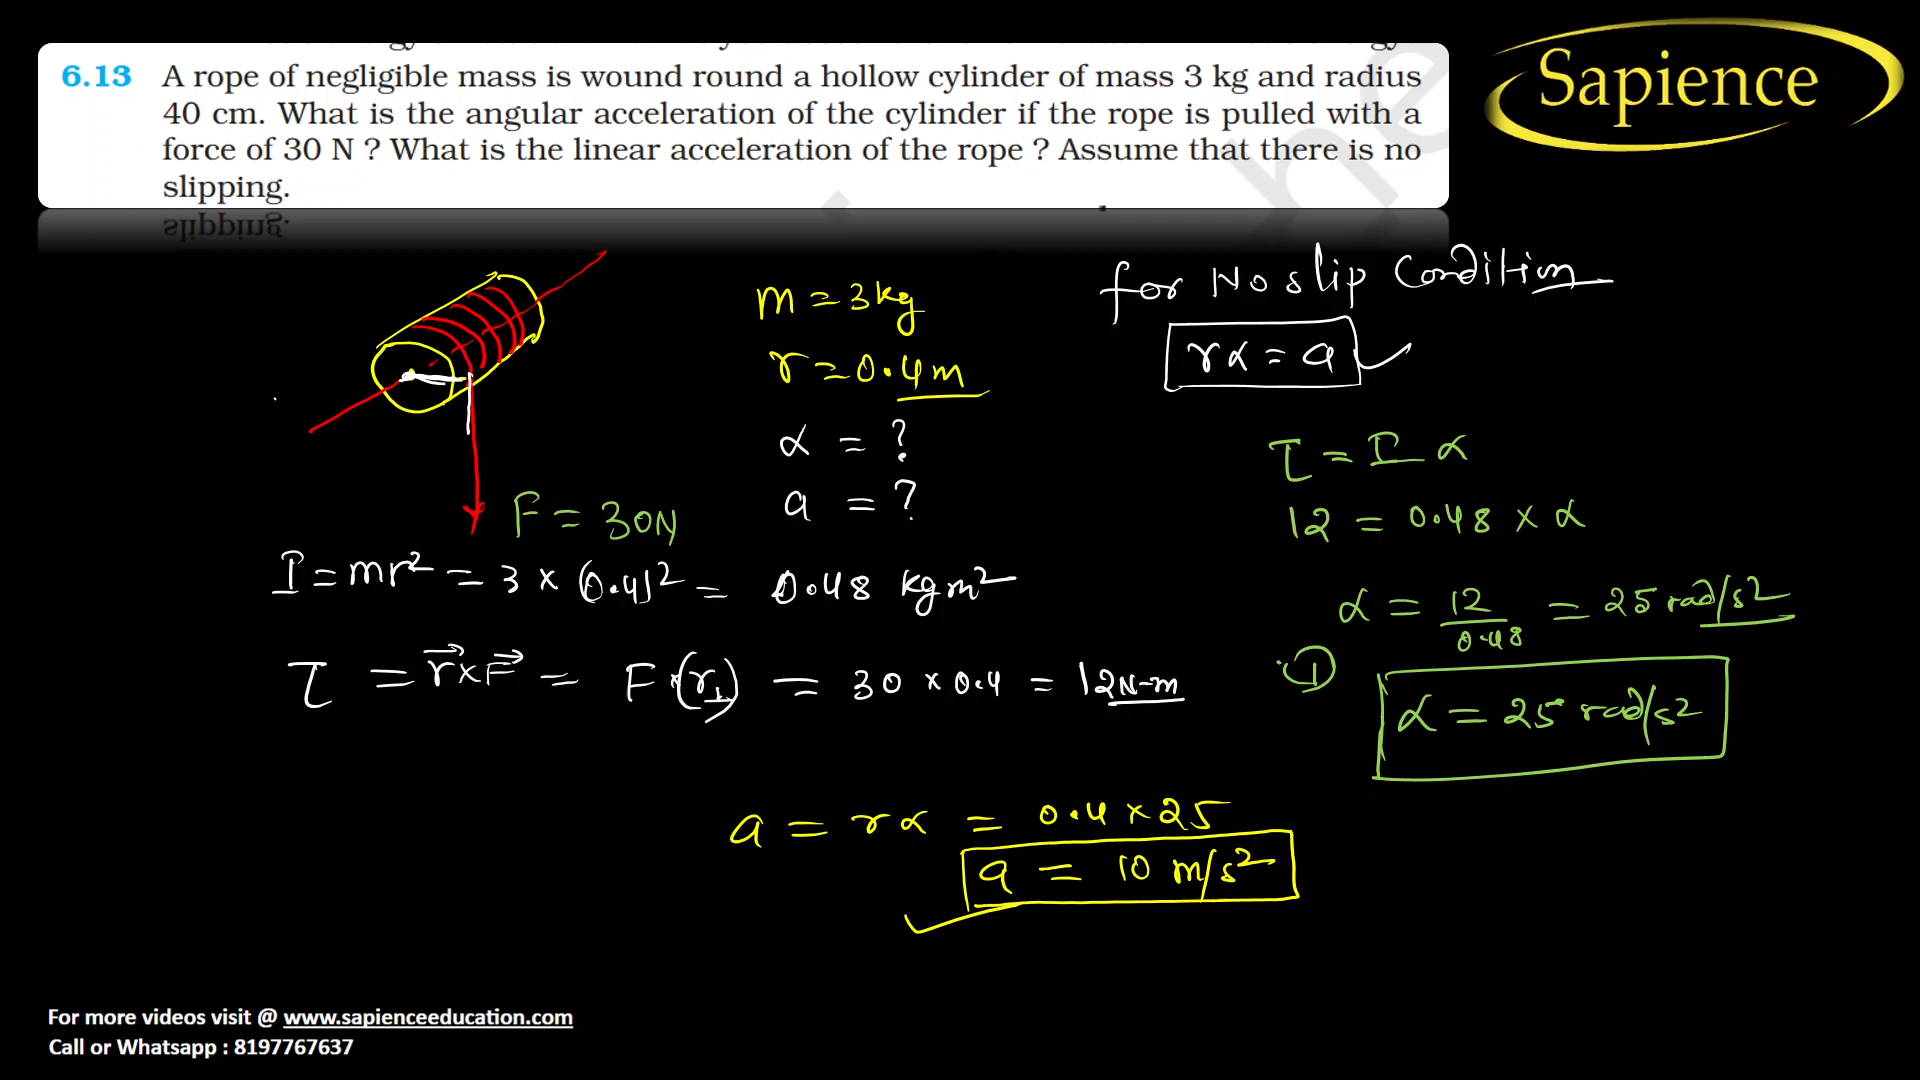 6.13 A rope of negligible mass is wound round a hollow cylinder of mass 3 kg and radius
40 cm. What is the angular acceleration of the cylinder if the rope is pulled with a
force of 30 N ? What is the linear acceleration of the rope ? Assume that there is no
slipping.
Sapience
m = 3kg
r = 0.4m
α = ?
a = ?
F = 30N
for No slip Condition
rα = a
I = mr² = 3 × (0.4)² = 0.48 kgm²
τ = r⃗×F⃗ = F×(r⊥) = 30 × 0.4 = 12N-m
τ = I α
12 = 0.48 × α
α = 12/0.48 = 25 rad/s²
① α = 25 rad/s²
a = rα = 0.4 × 25
a = 10 m/s²
For more videos visit @ www.sapienceeducation.com
Call or Whatsapp : 8197767637